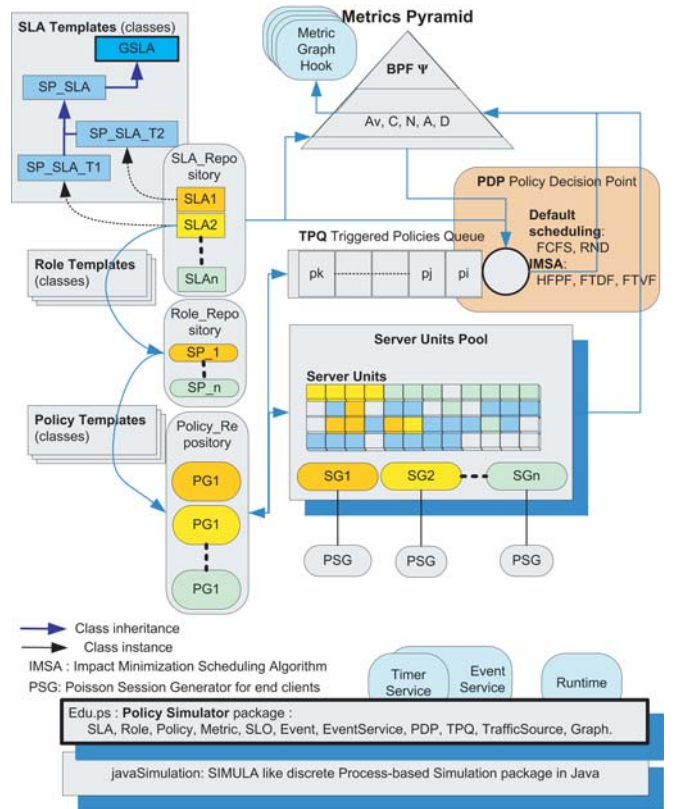 SLA Templates (classes)
GSLA
SP_SLA
SP_SLA_T2
SP_SLA_T1
Metrics Pyramid
Metric
Graph
Hook
BPF Ψ
Av, C, N, A, D
SLA_Repo
sitory
SLA1
SLA2
SLAn
PDP Policy Decision Point
Default
scheduling:
FCFS, RND
IMSA:
HFPF, FTDF, FTVF
TPQ Triggered Policies Queue
pk
pj
pi
Role Templates
(classes)
Role_Repo
sitory
SP_1
SP_n
Server Units Pool
Server Units
SG1
SG2
SGn
PSG
PSG
PSG
Policy Templates
(classes)
Policy_Re
pository
PG1
PG1
PG1
Class inheritance
Class instance
IMSA : Impact Minimization Scheduling Algorithm
PSG: Poisson Session Generator for end clients
Timer
Service
Event
Service
Runtime
Edu.ps : Policy Simulator package :
SLA, Role, Policy, Metric, SLO, Event, EventService, PDP, TPQ, TrafficSource, Graph.
javaSimulation: SIMULA like discrete Process-based Simulation package in Java